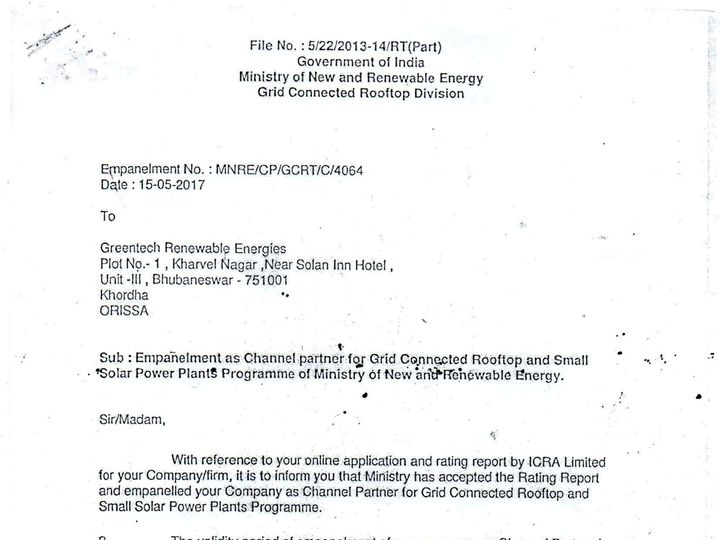 File No. : 5/22/2013-14/RT(Part)
Government of India
Ministry of New and Renewable Energy
Grid Connected Rooftop Division
Empanelment No. : MNRE/CP/GCRT/C/4064
Date : 15-05-2017
To
Greentech Renewable Energies
Plot No.- 1 , Kharvel Nagar ,Near Solan Inn Hotel ,
Unit -III , Bhubaneswar - 751001
Khordha
ORISSA
Sub : Empanelment as Channel partner for Grid Connected Rooftop and Small
Solar Power Plants Programme of Ministry of New and Renewable Energy.
Sir/Madam,
With reference to your online application and rating report by ICRA Limited
for your Company/firm, it is to inform you that Ministry has accepted the Rating Report
and empanelled your Company as Channel Partner for Grid Connected Rooftop and
Small Solar Power Plants Programme.
The validity period of empanelment of